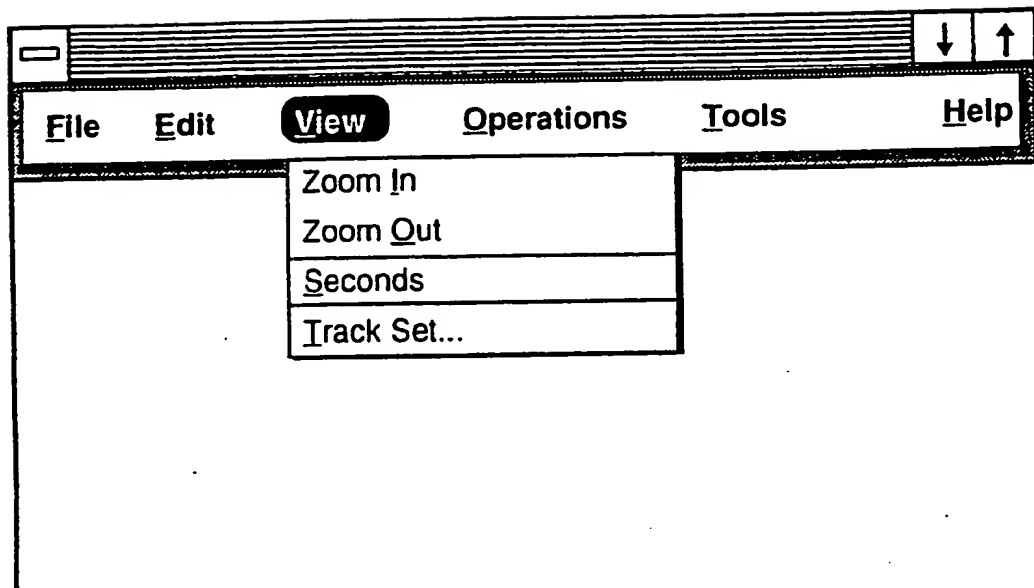 File Edit View Operations Tools Help
Zoom In
Zoom Out
Seconds
Track Set...